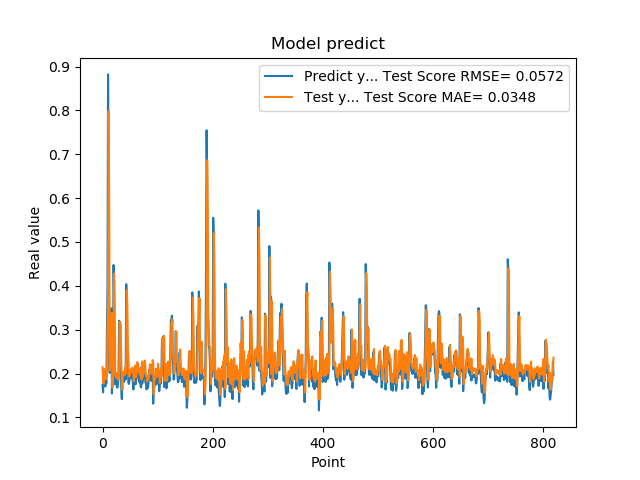 Model predict
Predict y... Test Score RMSE= 0.0572
Test y... Test Score MAE= 0.0348
0.9
0.8
0.7
0.6
0.5
0.4
0.3
0.2
0.1
Real value
0 200 400 600 800
Point